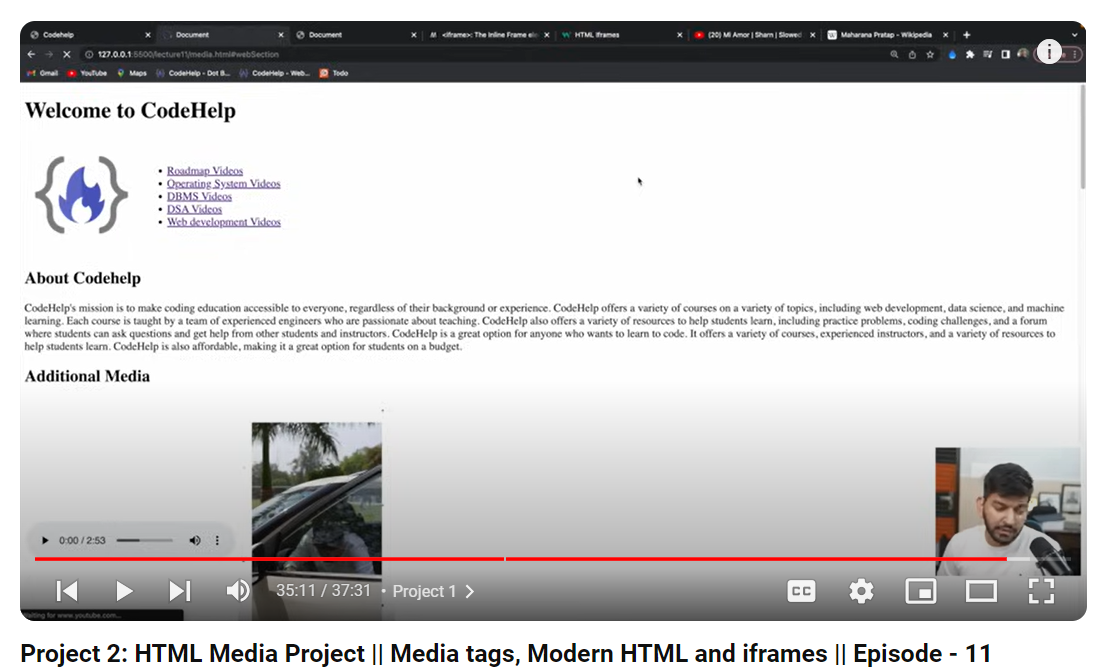 Codehelp
Document
Document
<iframe>: The Inline Frame ele
HTML Iframes
(20) Mi Amor | Sharn | Slowed
Maharana Pratap - Wikipedia
127.0.0.1:5500/lecture11/media.html#webSection
Gmail
YouTube
Maps
CodeHelp - Dot B...
CodeHelp - Web...
Todo
Welcome to CodeHelp
• Roadmap Videos
• Operating System Videos
• DBMS Videos
• DSA Videos
• Web development Videos
About Codehelp
CodeHelp's mission is to make coding education accessible to everyone, regardless of their background or experience. CodeHelp offers a variety of courses on a variety of topics, including web development, data science, and machine
learning. Each course is taught by a team of experienced engineers who are passionate about teaching. CodeHelp also offers a variety of resources to help students learn, including practice problems, coding challenges, and a forum
where students can ask questions and get help from other students and instructors. CodeHelp is a great option for anyone who wants to learn to code. It offers a variety of courses, experienced instructors, and a variety of resources to
help students learn. CodeHelp is also affordable, making it a great option for students on a budget.
Additional Media
0:00 / 2:53
35:11 / 37:31 • Project 1
CC
Waiting for www.youtube.com...
Project 2: HTML Media Project || Media tags, Modern HTML and iframes || Episode - 11